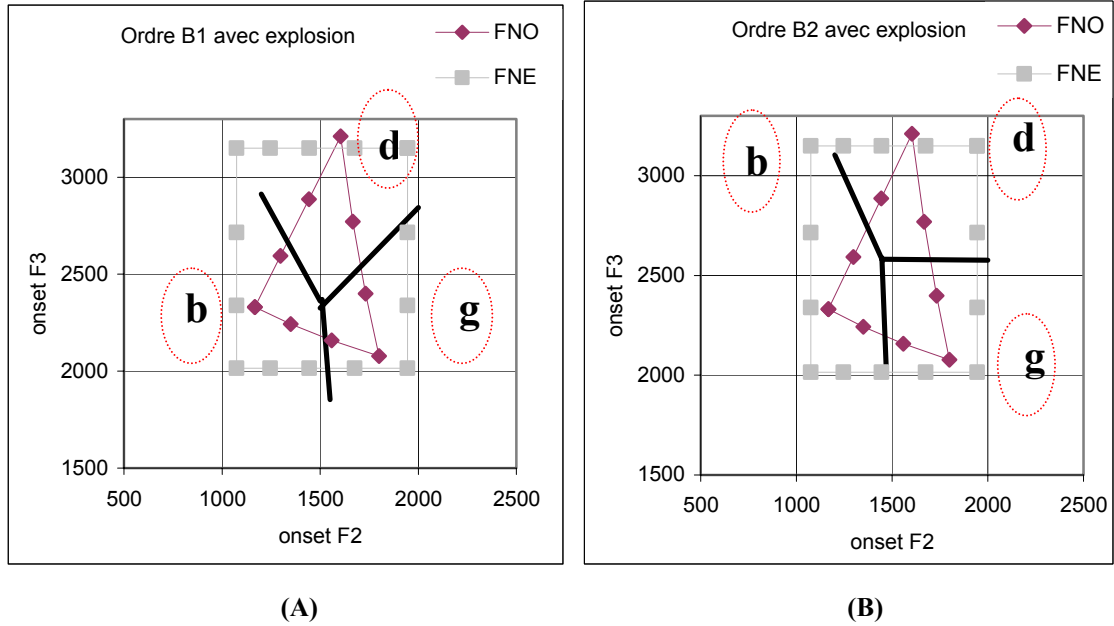 Ordre B1 avec explosion
FNO
FNE
b
d
g
onset F3
3000
2500
2000
1500
500 1000 1500 2000 2500
onset F2
(A)
Ordre B2 avec explosion
FNO
FNE
b
d
g
onset F3
3000
2500
2000
1500
500 1000 1500 2000 2500
onset F2
(B)